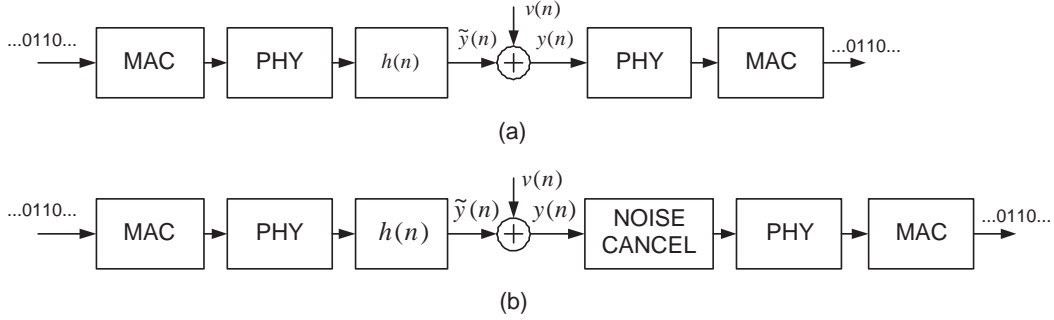 v(n)
...0110... MAC PHY h(n) ỹ(n) y(n) PHY MAC ...0110...
(a)
v(n)
...0110... MAC PHY h(n) ỹ(n) y(n) NOISE CANCEL PHY MAC ...0110...
(b)